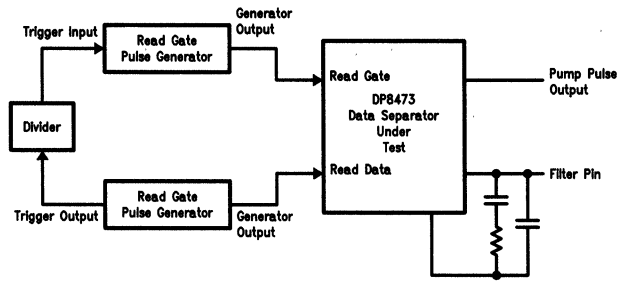 Trigger Input
Read Gate
Pulse Generator
Generator
Output
Divider
Read Gate
DP8473
Data Separator
Under
Test
Read Data
Pump Pulse
Output
Filter Pin
Trigger Output
Read Gate
Pulse Generator
Generator
Output